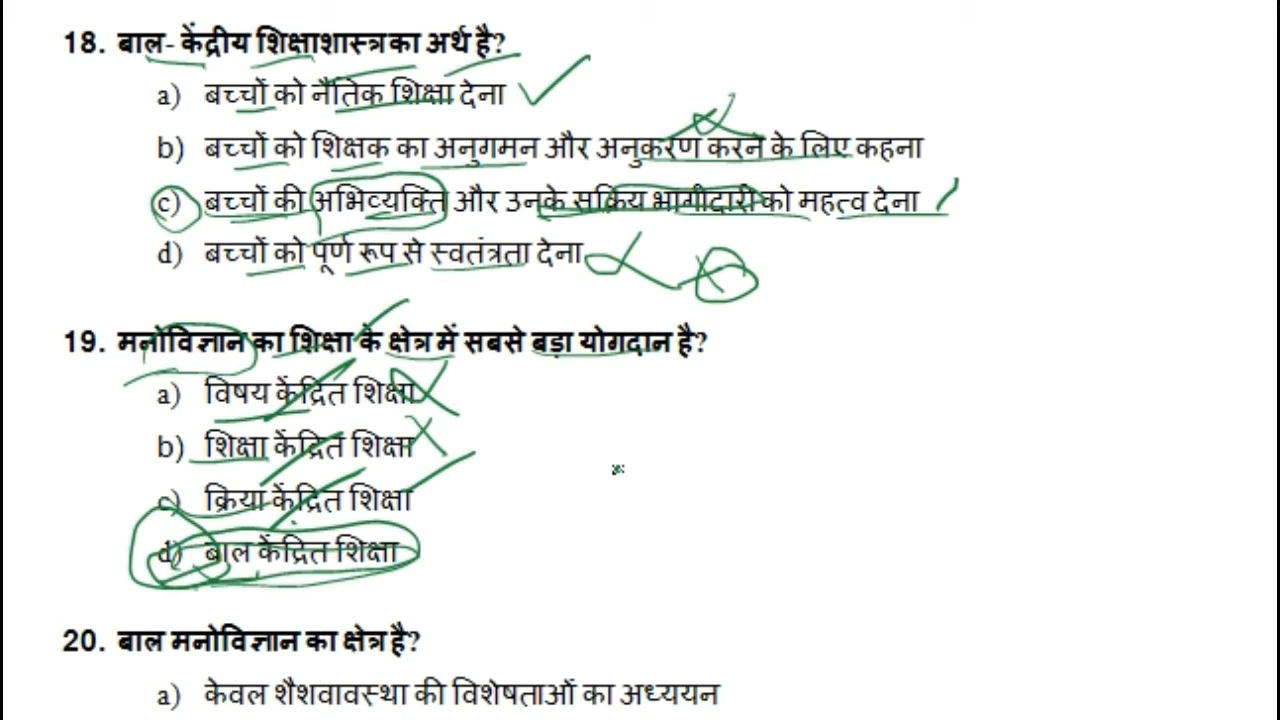 18. बाल- केंद्रीय शिक्षाशास्त्र का अर्थ है?
a) बच्चों को नैतिक शिक्षा देना
b) बच्चों को शिक्षक का अनुगमन और अनुकरण करने के लिए कहना
c) बच्चों की अभिव्यक्ति और उनके सक्रिय भागीदारी को महत्व देना
d) बच्चों को पूर्ण रूप से स्वतंत्रता देना
19. मनोविज्ञान का शिक्षा के क्षेत्र में सबसे बड़ा योगदान है?
a) विषय केंद्रित शिक्षा
b) शिक्षा केंद्रित शिक्षा
c) क्रिया केंद्रित शिक्षा
d) बाल केंद्रित शिक्षा
20. बाल मनोविज्ञान का क्षेत्र है?
a) केवल शैशवावस्था की विशेषताओं का अध्ययन